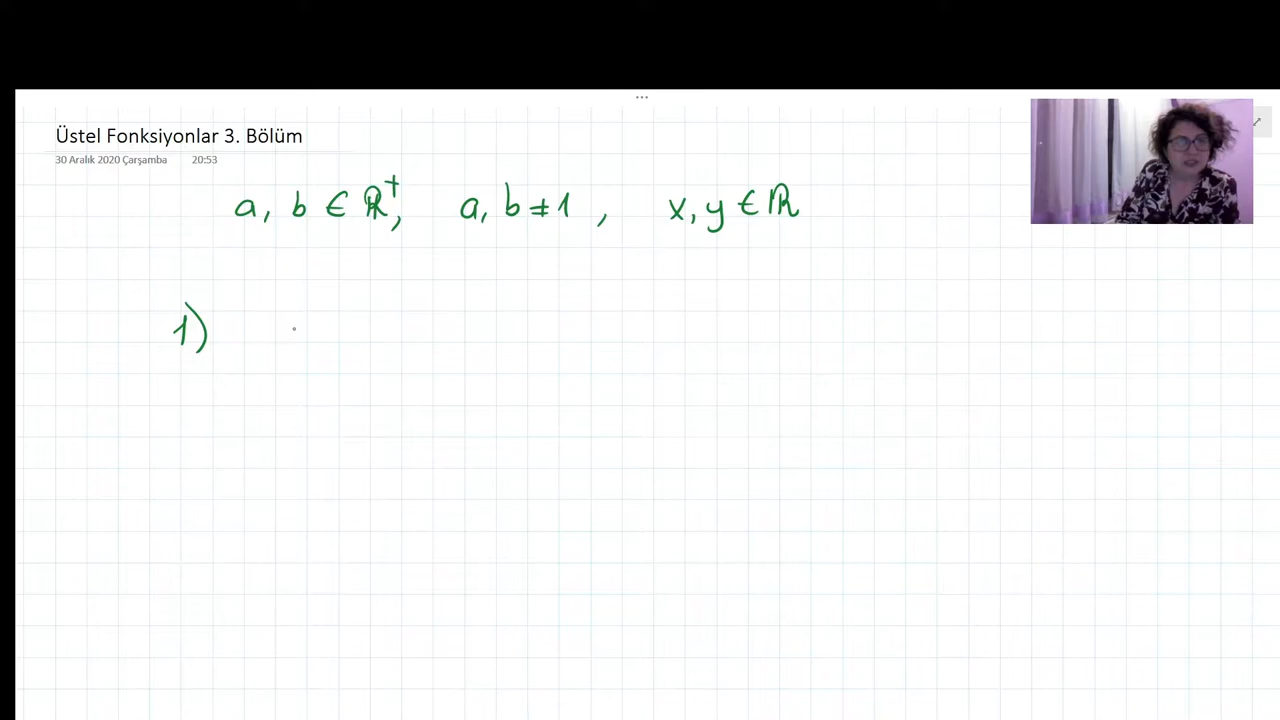 Üstel Fonksiyonlar 3. Bölüm
30 Aralık 2020 Çarşamba 20:53
a, b ∈ ℝ⁺, a, b ≠ 1 , x, y ∈ ℝ
1)